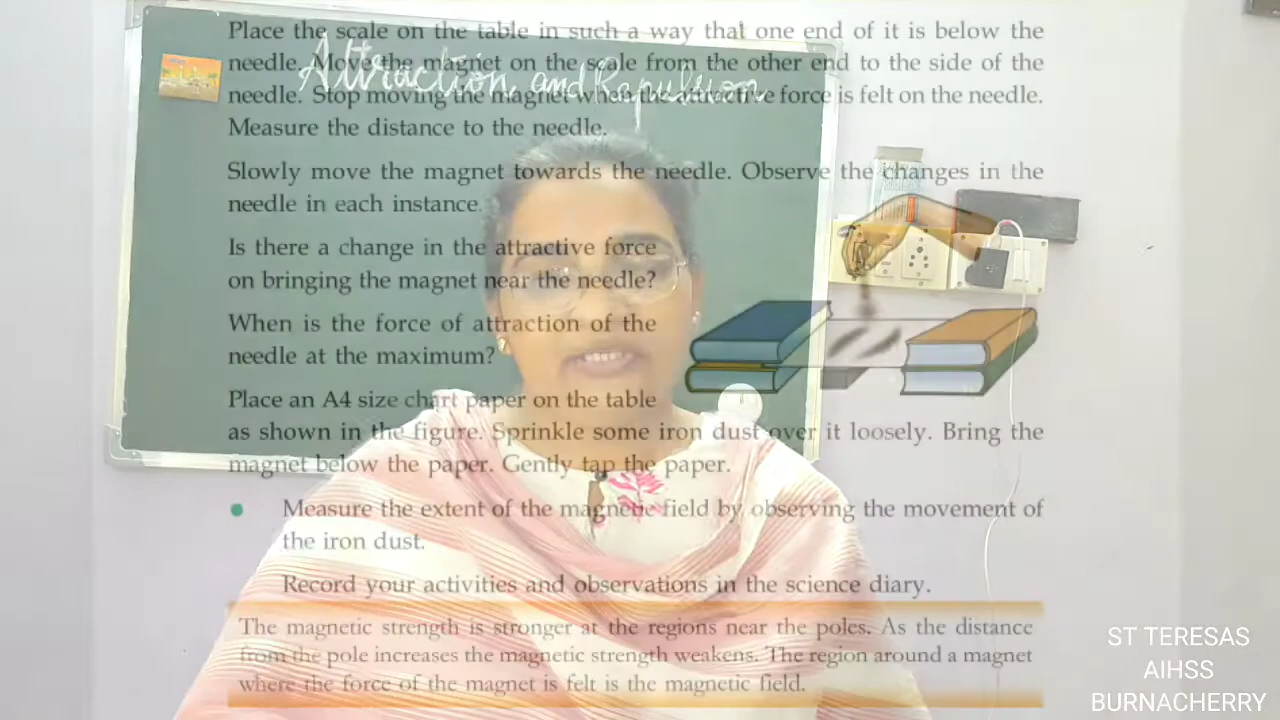 Attraction and Repulsion
Place the scale on the table in such a way that one end of it is below the
needle. Move the magnet on the scale from the other end to the side of the
needle. Stop moving the magnet when the attractive force is felt on the needle.
Measure the distance to the needle.
Slowly move the magnet towards the needle. Observe the changes in the
needle in each instance.
Is there a change in the attractive force
on bringing the magnet near the needle?
When is the force of attraction of the
needle at the maximum?
Place an A4 size chart paper on the table
as shown in the figure. Sprinkle some iron dust over it loosely. Bring the
magnet below the paper. Gently tap the paper.
Measure the extent of the magnetic field by observing the movement of
the iron dust.
Record your activities and observations in the science diary.
The magnetic strength is stronger at the regions near the poles. As the distance
from the pole increases the magnetic strength weakens. The region around a magnet
where the force of the magnet is felt is the magnetic field.
ST TERESAS
AIHSS
BURNACHERRY